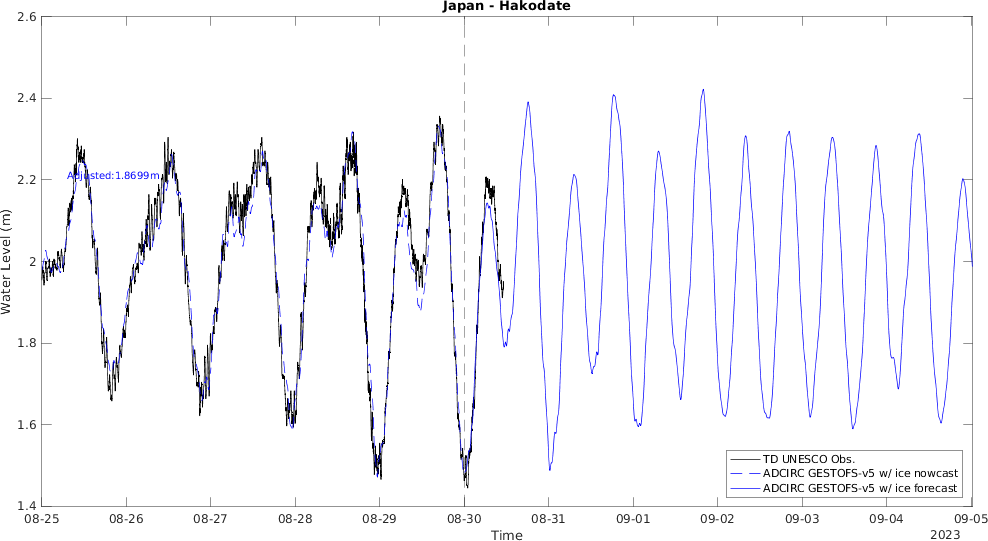 Japan - Hakodate
2.6
2.4
2.2
2
1.8
1.6
1.4
Water Level (m)
Adjusted:1.8699m
TD UNESCO Obs.
ADCIRC GESTOFS-v5 w/ ice nowcast
ADCIRC GESTOFS-v5 w/ ice forecast
08-25 08-26 08-27 08-28 08-29 08-30 08-31 09-01 09-02 09-03 09-04 09-05
Time
2023